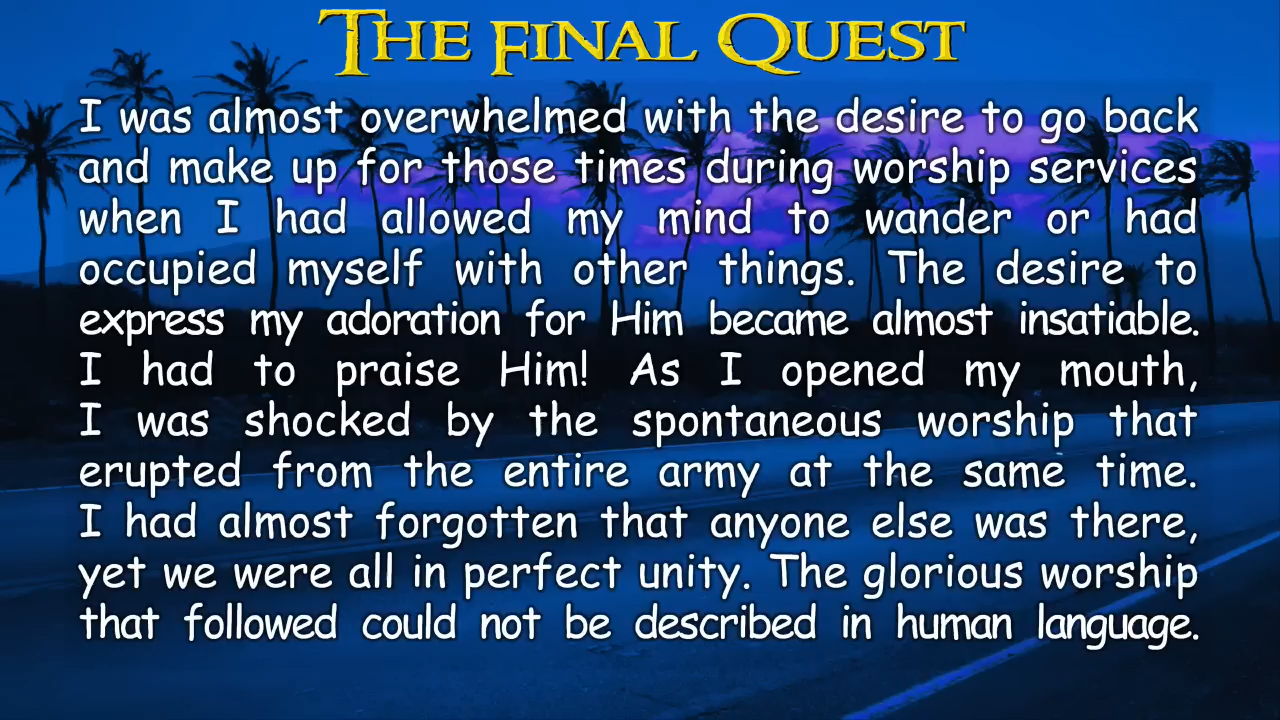 The Final Quest
I was almost overwhelmed with the desire to go back
and make up for those times during worship services
when I had allowed my mind to wander or had
occupied myself with other things. The desire to
express my adoration for Him became almost insatiable.
I had to praise Him! As I opened my mouth,
I was shocked by the spontaneous worship that
erupted from the entire army at the same time.
I had almost forgotten that anyone else was there,
yet we were all in perfect unity. The glorious worship
that followed could not be described in human language.